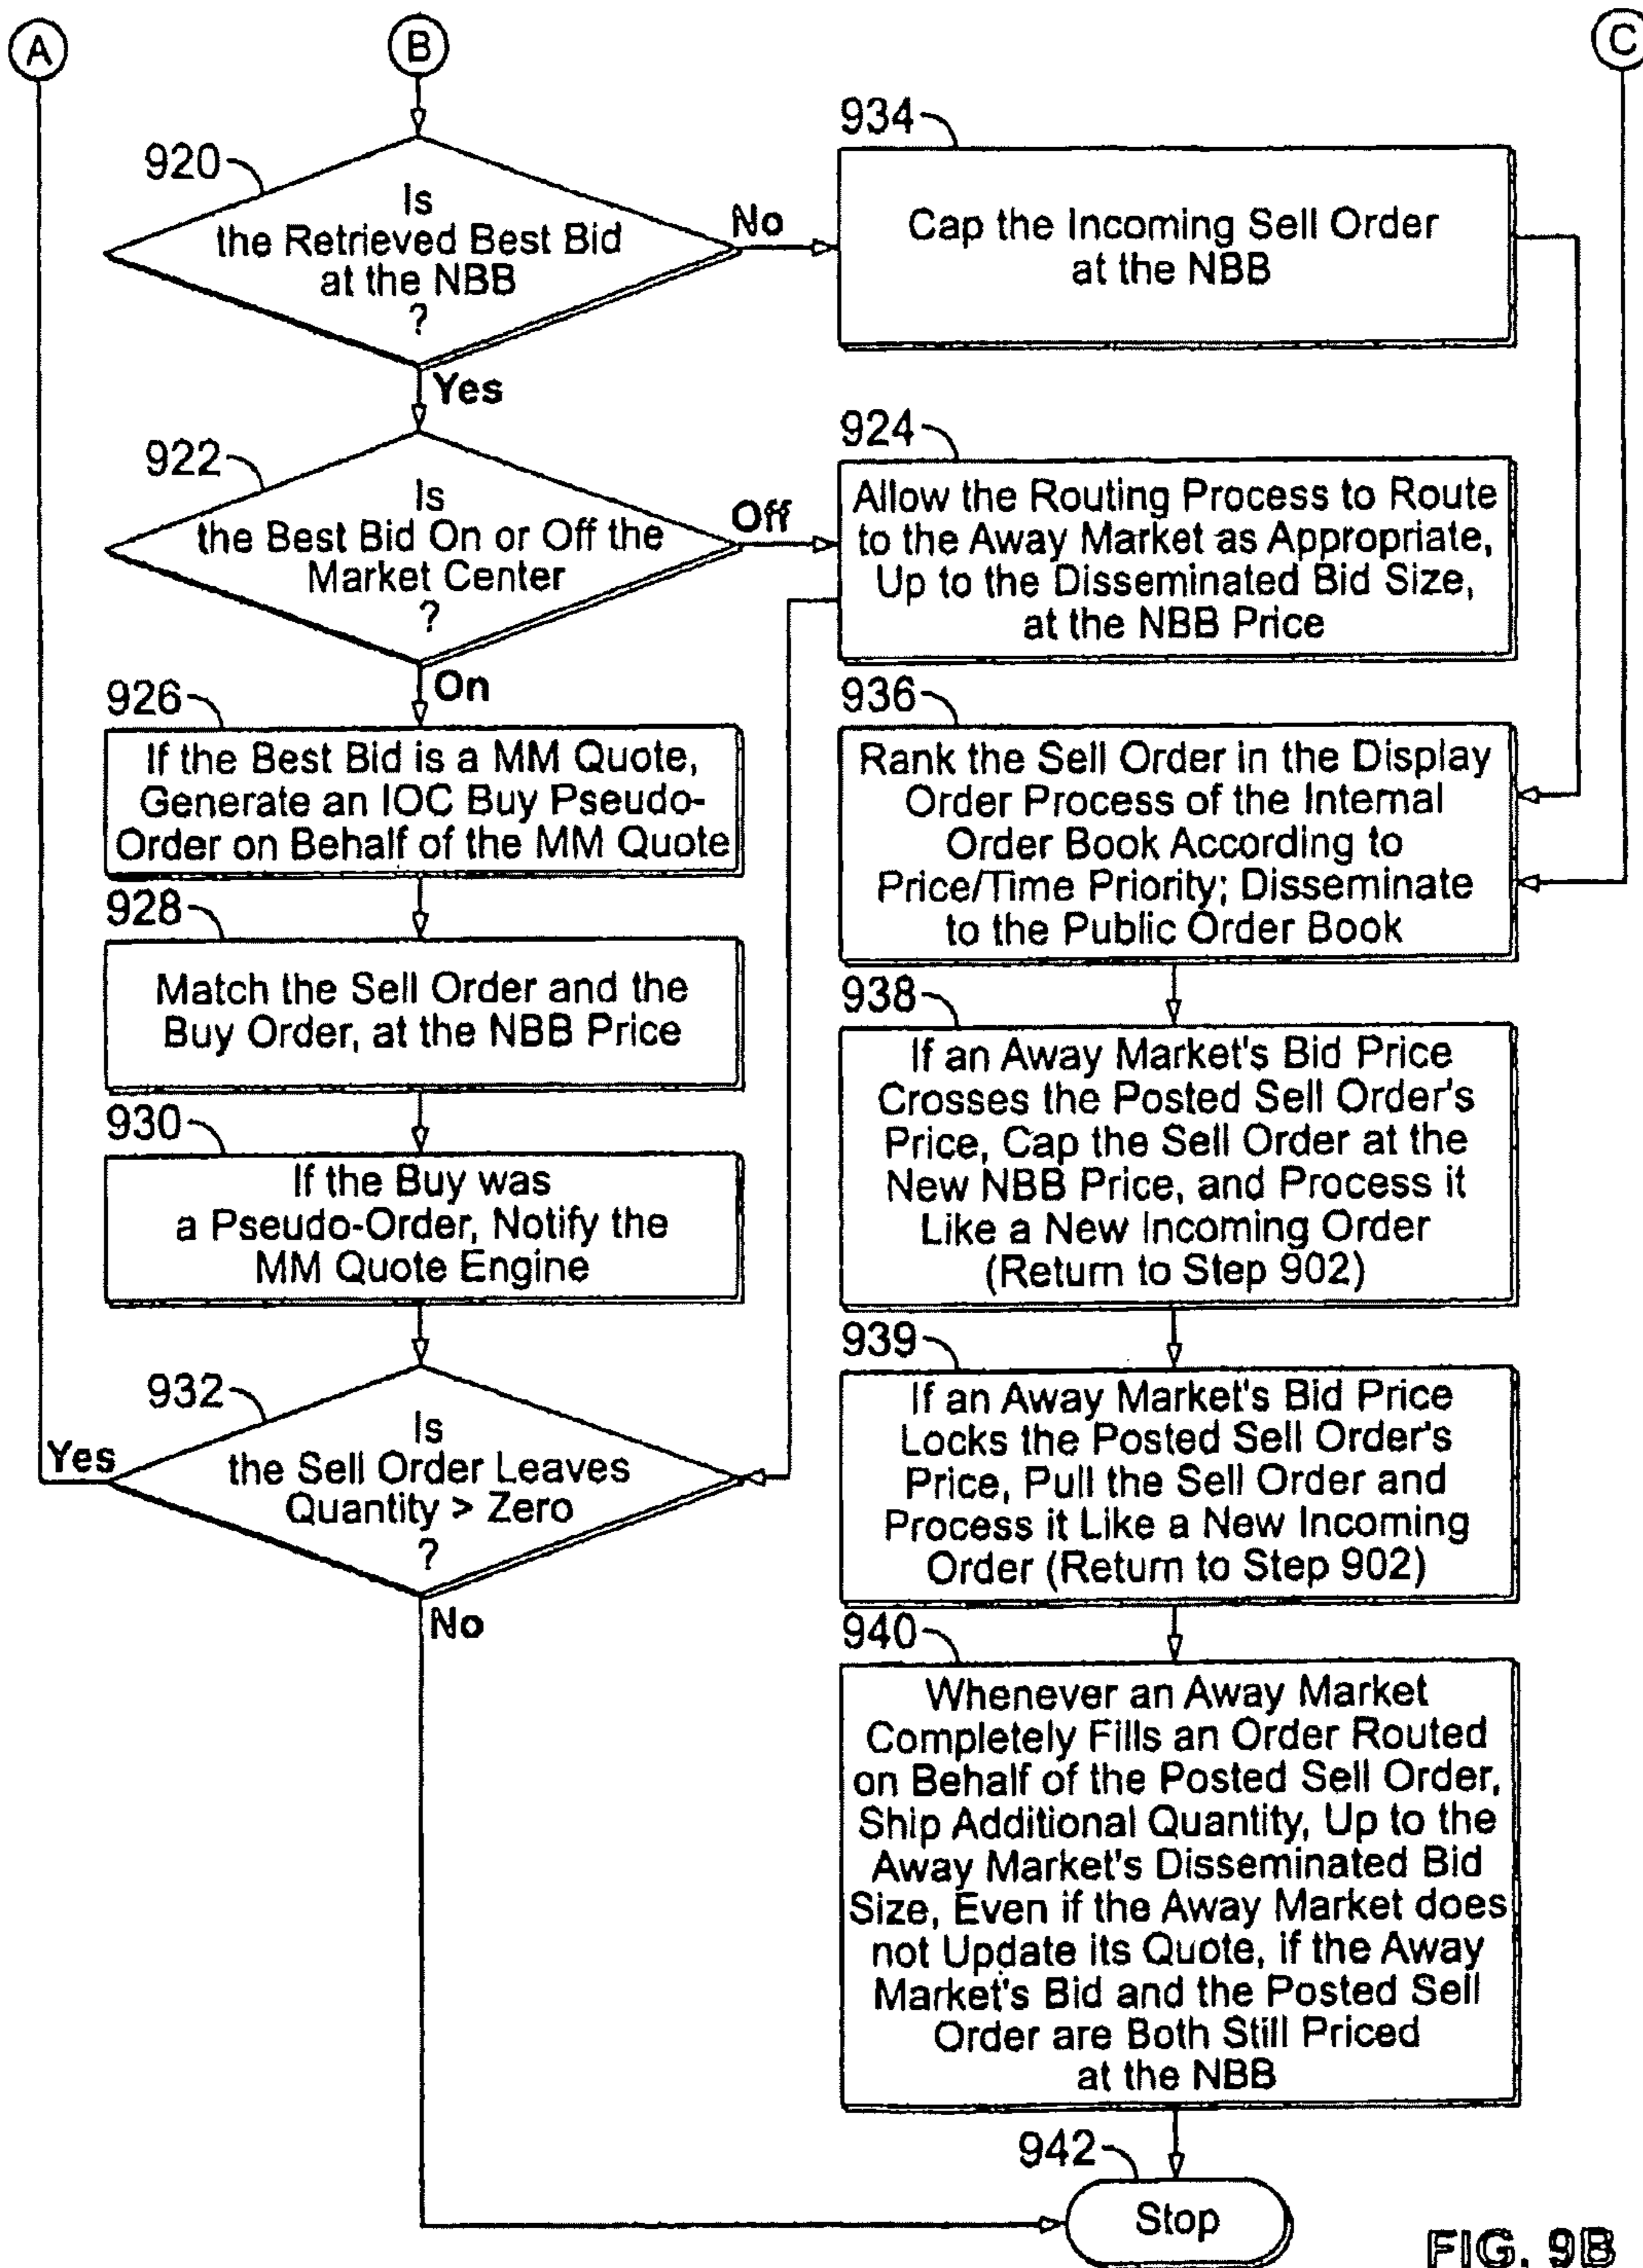 A
B
C
920
Is
the Retrieved Best Bid
at the NBB
?
No
Yes
934
Cap the Incoming Sell Order
at the NBB
922
Is
the Best Bid On or Off the
Market Center
?
Off
On
924
Allow the Routing Process to Route
to the Away Market as Appropriate,
Up to the Disseminated Bid Size,
at the NBB Price
926
If the Best Bid is a MM Quote,
Generate an IOC Buy Pseudo-
Order on Behalf of the MM Quote
936
Rank the Sell Order in the Display
Order Process of the Internal
Order Book According to
Price/Time Priority; Disseminate
to the Public Order Book
928
Match the Sell Order and the
Buy Order, at the NBB Price
938
If an Away Market's Bid Price
Crosses the Posted Sell Order's
Price, Cap the Sell Order at the
New NBB Price, and Process it
Like a New Incoming Order
(Return to Step 902)
930
If the Buy was
a Pseudo-Order, Notify the
MM Quote Engine
932
Is
the Sell Order Leaves
Quantity > Zero
?
Yes
No
939
If an Away Market's Bid Price
Locks the Posted Sell Order's
Price, Pull the Sell Order and
Process it Like a New Incoming
Order (Return to Step 902)
940
Whenever an Away Market
Completely Fills an Order Routed
on Behalf of the Posted Sell Order,
Ship Additional Quantity, Up to the
Away Market's Disseminated Bid
Size, Even if the Away Market does
not Update its Quote, if the Away
Market's Bid and the Posted Sell
Order are Both Still Priced
at the NBB
942
Stop
FIG. 9B